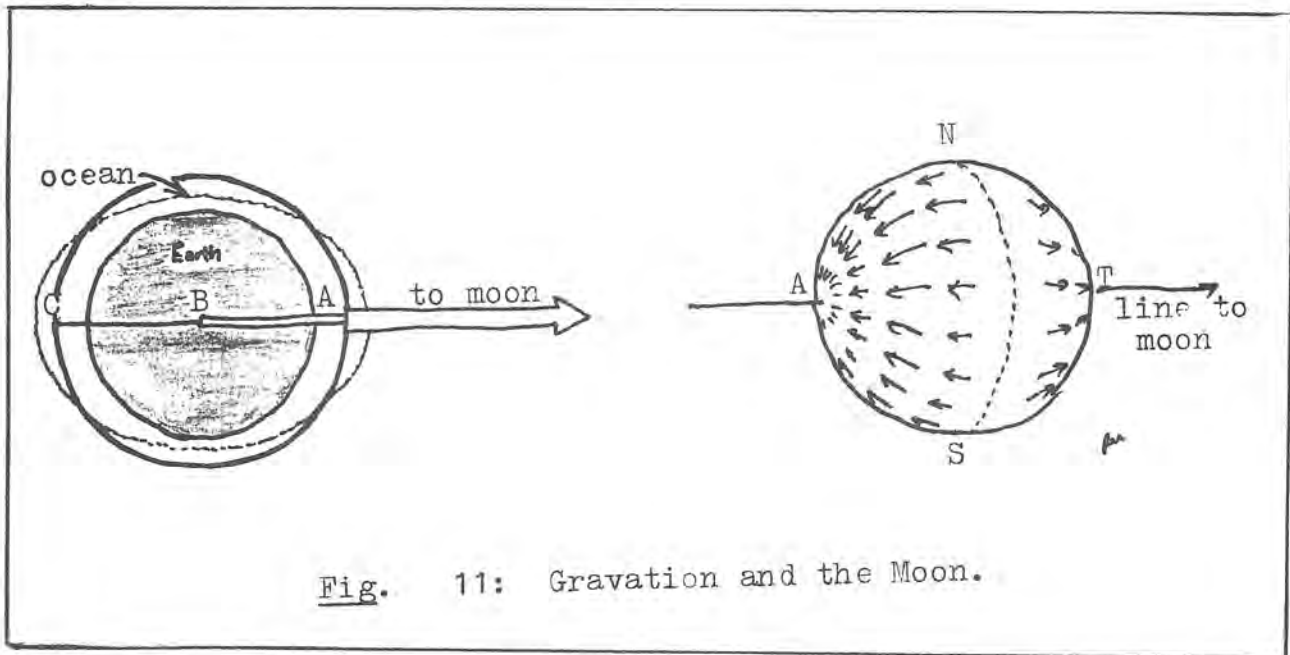 ocean
Earth
C
B
A
to moon
N
A
T
line to
moon
S
Fig. 11: Gravation and the Moon.